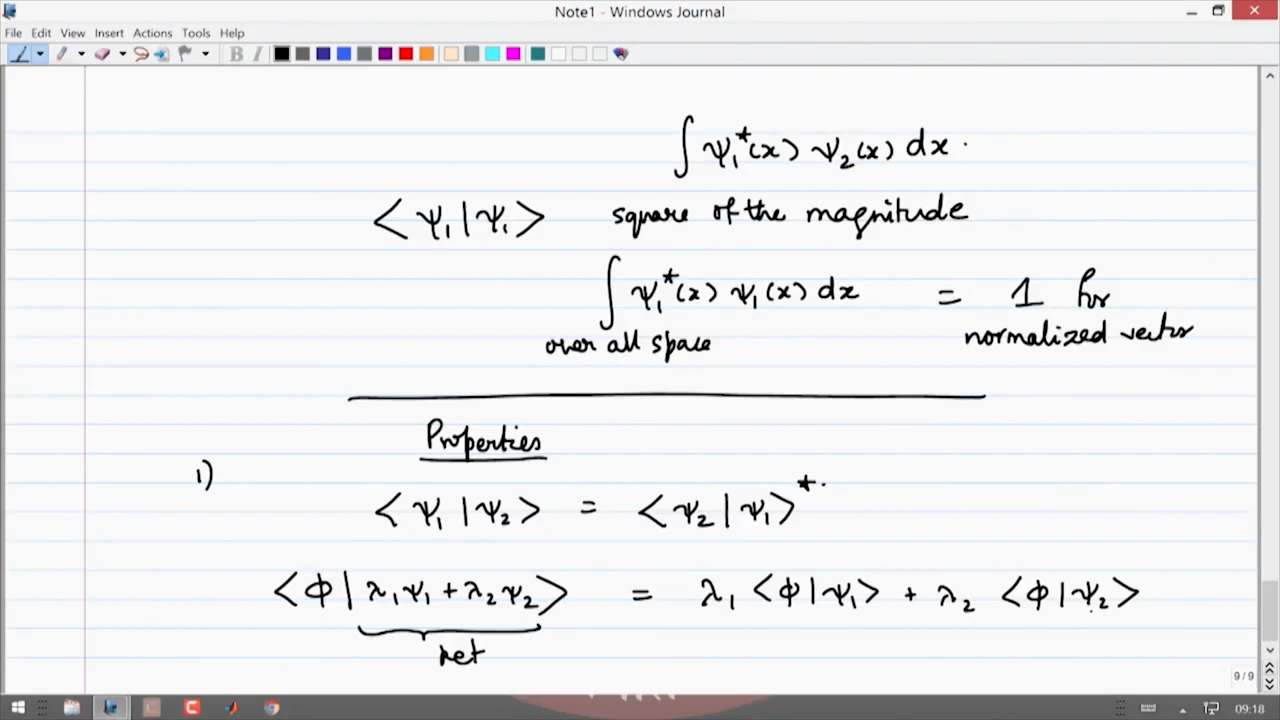 Note1 - Windows Journal
File Edit View Insert Actions Tools Help
B I
∫ ψ₁*(x) ψ₂(x) dx
<ψ₁|ψ₁> square of the magnitude
∫ ψ₁*(x) ψ₁(x) dx = 1 for
over all space normalized vector
Properties
1)
<ψ₁|ψ₂> = <ψ₂|ψ₁>*
<φ|λ₁ψ₁ + λ₂ψ₂> = λ₁<φ|ψ₁> + λ₂<φ|ψ₂>
ket
9/9
09:18